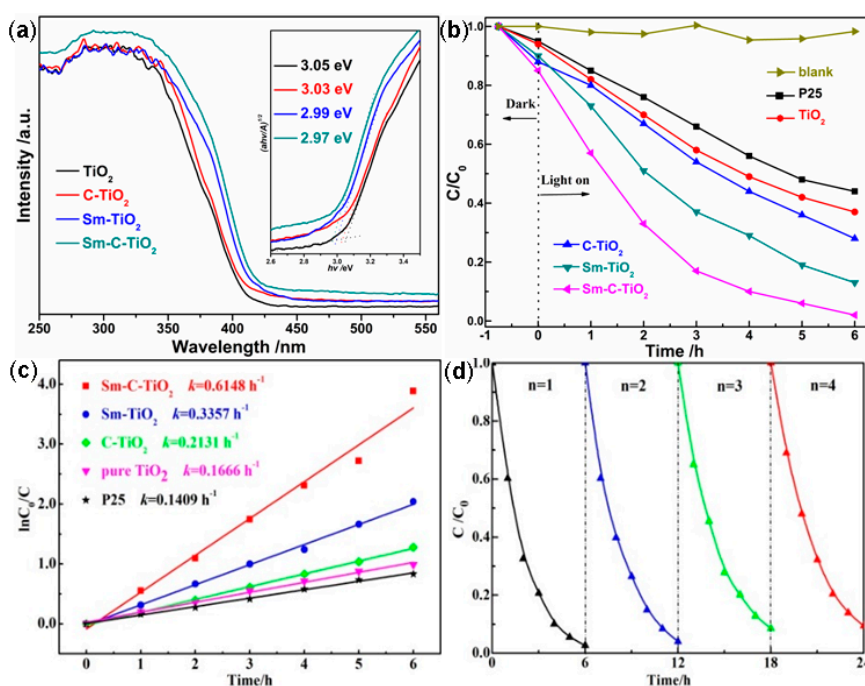 (a)
Intensity /a.u.
TiO₂
C-TiO₂
Sm-TiO₂
Sm-C-TiO₂
250 300 350 400 450 500 550
Wavelength /nm
3.05 eV
3.03 eV
2.99 eV
2.97 eV
(ahv/A)^1/2
2.6 2.8 3.0 3.2 3.4
hv /eV
(b)
C/C₀
1.0
0.8
0.6
0.4
0.2
0.0
blank
P25
TiO₂
Dark
Light on
C-TiO₂
Sm-TiO₂
Sm-C-TiO₂
-1 0 1 2 3 4 5 6
Time /h
(c)
lnC₀/C
4.0
3.0
2.0
1.0
0.0
Sm-C-TiO₂ k=0.6148 h⁻¹
Sm-TiO₂ k=0.3357 h⁻¹
C-TiO₂ k=0.2131 h⁻¹
pure TiO₂ k=0.1666 h⁻¹
P25 k=0.1409 h⁻¹
0 1 2 3 4 5 6
Time/h
(d)
C/C₀
1.0
0.8
0.6
0.4
0.2
0.0
n=1 n=2 n=3 n=4
0 6 12 18 24
Time/h